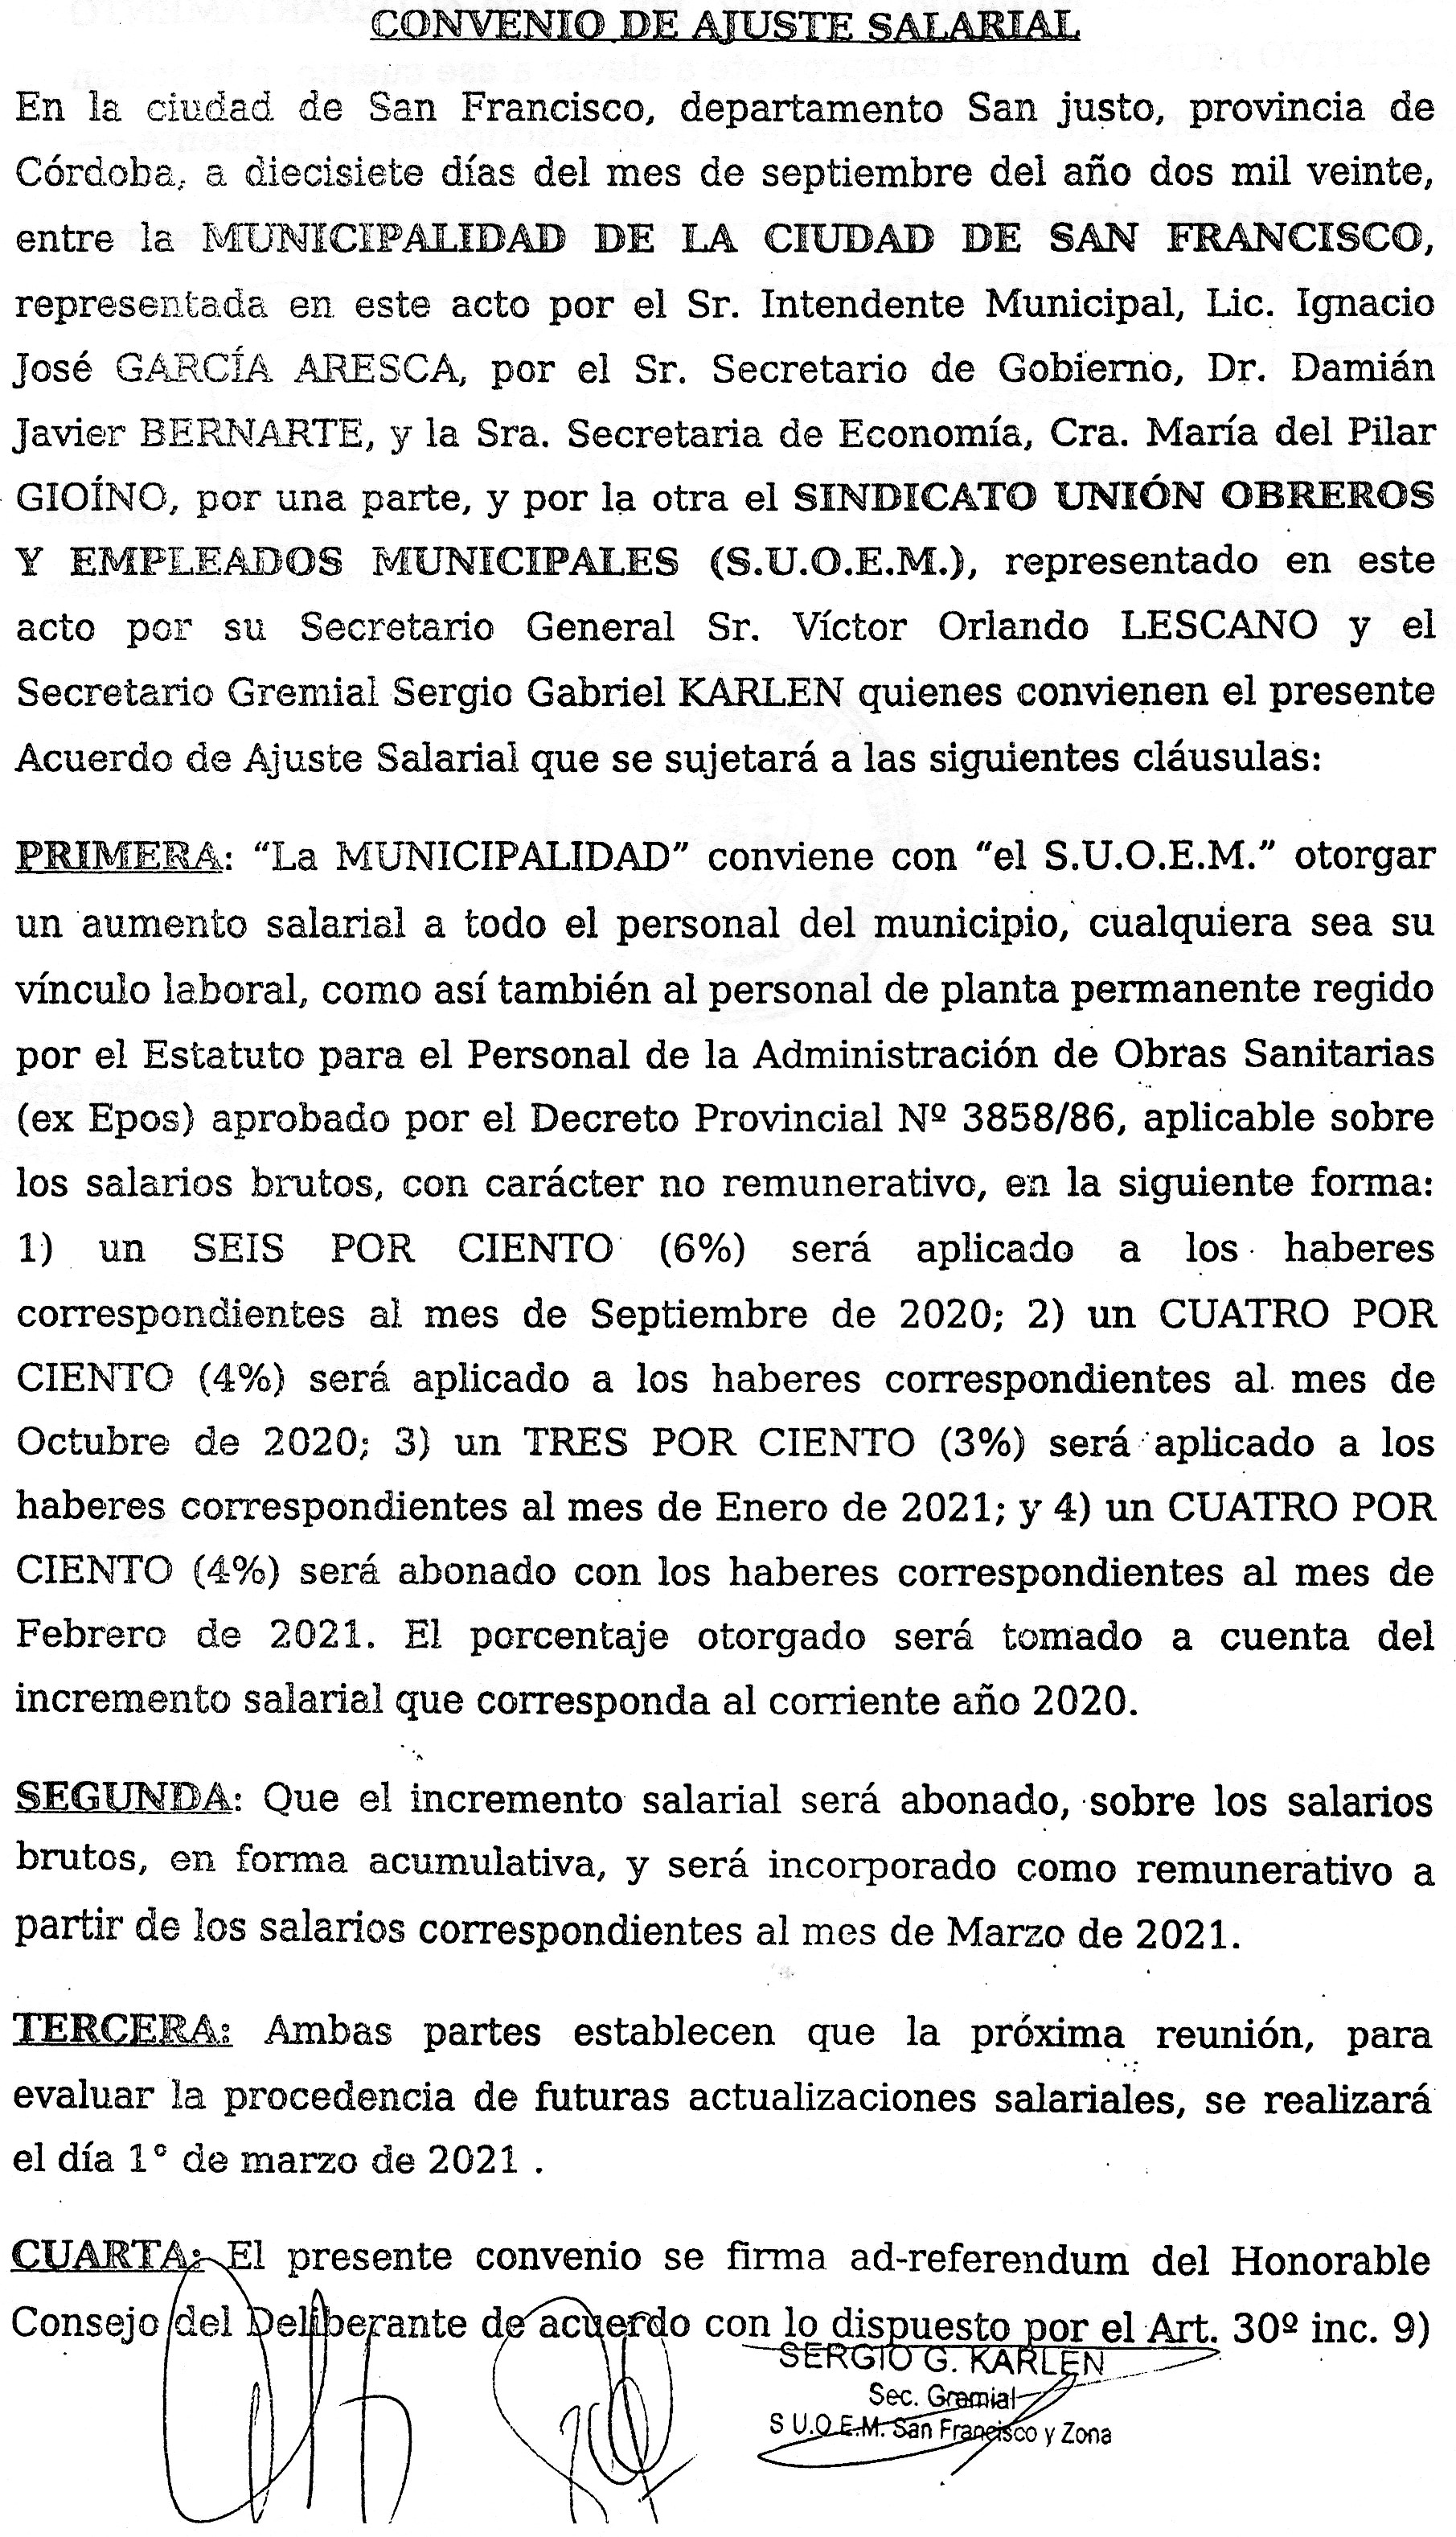 CONVENIO DE AJUSTE SALARIAL
En la ciudad de San Francisco, departamento San justo, provincia de
Córdoba, a diecisiete días del mes de septiembre del año dos mil veinte,
entre la MUNICIPALIDAD DE LA CIUDAD DE SAN FRANCISCO,
representada en este acto por el Sr. Intendente Municipal, Lic. Ignacio
José GARCÍA ARESCA, por el Sr. Secretario de Gobierno, Dr. Damián
Javier BERNARTE, y la Sra. Secretaria de Economía, Cra. María del Pilar
GIOÍNO, por una parte, y por la otra el SINDICATO UNIÓN OBREROS
Y EMPLEADOS MUNICIPALES (S.U.O.E.M.), representado en este
acto por su Secretario General Sr. Víctor Orlando LESCANO y el
Secretario Gremial Sergio Gabriel KARLEN quienes convienen el presente
Acuerdo de Ajuste Salarial que se sujetará a las siguientes cláusulas:
PRIMERA: “La MUNICIPALIDAD” conviene con “el S.U.O.E.M.” otorgar
un aumento salarial a todo el personal del municipio, cualquiera sea su
vínculo laboral, como así también al personal de planta permanente regido
por el Estatuto para el Personal de la Administración de Obras Sanitarias
(ex Epos) aprobado por el Decreto Provincial Nº 3858/86, aplicable sobre
los salarios brutos, con carácter no remunerativo, en la siguiente forma:
1) un SEIS POR CIENTO (6%) será aplicado a los haberes
correspondientes al mes de Septiembre de 2020; 2) un CUATRO POR
CIENTO (4%) será aplicado a los haberes correspondientes al mes de
Octubre de 2020; 3) un TRES POR CIENTO (3%) será aplicado a los
haberes correspondientes al mes de Enero de 2021; y 4) un CUATRO POR
CIENTO (4%) será abonado con los haberes correspondientes al mes de
Febrero de 2021. El porcentaje otorgado será tomado a cuenta del
incremento salarial que corresponda al corriente año 2020.
SEGUNDA: Que el incremento salarial será abonado, sobre los salarios
brutos, en forma acumulativa, y será incorporado como remunerativo a
partir de los salarios correspondientes al mes de Marzo de 2021.
TERCERA: Ambas partes establecen que la próxima reunión, para
evaluar la procedencia de futuras actualizaciones salariales, se realizará
el día 1° de marzo de 2021 .
CUARTA: El presente convenio se firma ad-referendum del Honorable
Consejo del Deliberante de acuerdo con lo dispuesto por el Art. 30º inc. 9)
SERGIO G. KARLEN
Sec. Gremial
S U.O.E.M. San Francisco y Zona